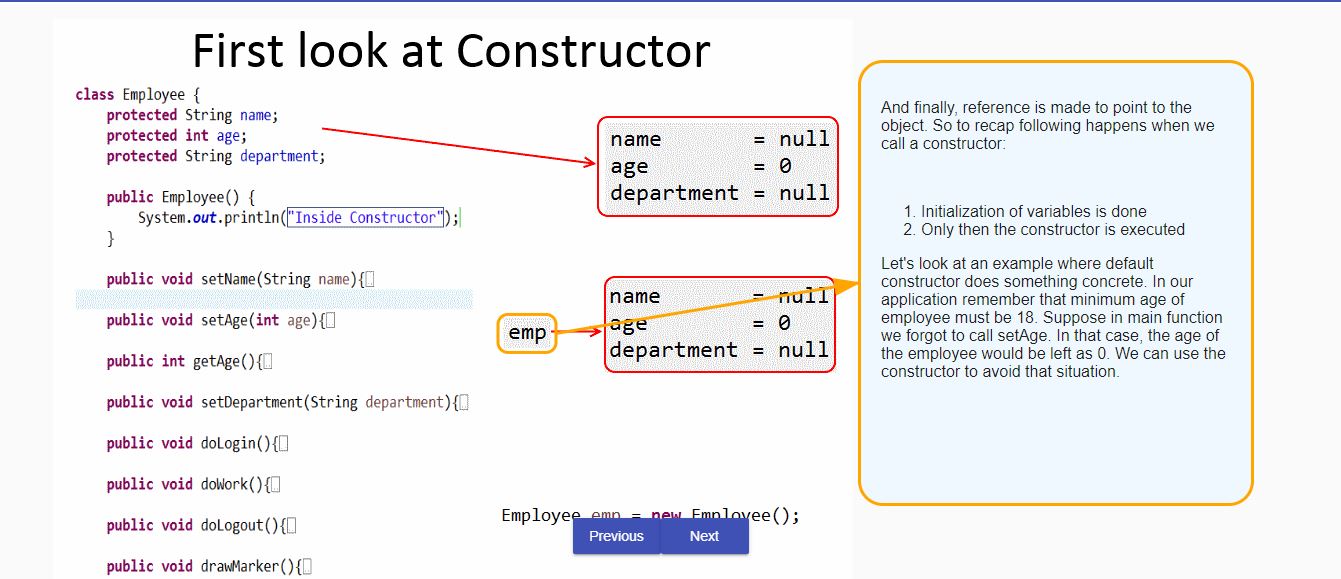 First look at Constructor
class Employee {
protected String name;
protected int age;
protected String department;
public Employee() {
System.out.println("Inside Constructor");
}
public void setName(String name){
public void setAge(int age){
public int getAge(){
public void setDepartment(String department){
public void doLogin(){
public void doWork(){
public void doLogout(){
public void drawMarker(){
name = null
age = 0
department = null
emp
name = null
age = 0
department = null
Employee emp = new Employee();
Previous
Next
And finally, reference is made to point to the
object. So to recap following happens when we
call a constructor:
1. Initialization of variables is done
2. Only then the constructor is executed
Let's look at an example where default
constructor does something concrete. In our
application remember that minimum age of
employee must be 18. Suppose in main function
we forgot to call setAge. In that case, the age of
the employee would be left as 0. We can use the
constructor to avoid that situation.